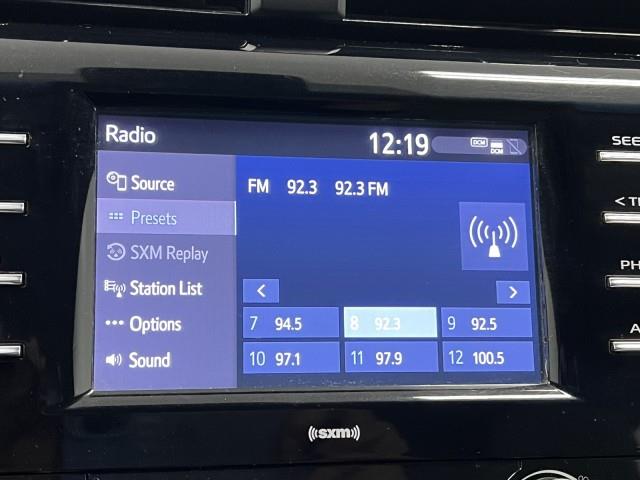 Radio
12:19
DCM
DCM
Source
FM 92.3 92.3 FM
Presets
SXM Replay
Station List
Options
Sound
7 94.5
8 92.3
9 92.5
10 97.1
11 97.9
12 100.5
((sxm))
SEE
< T
PH
A